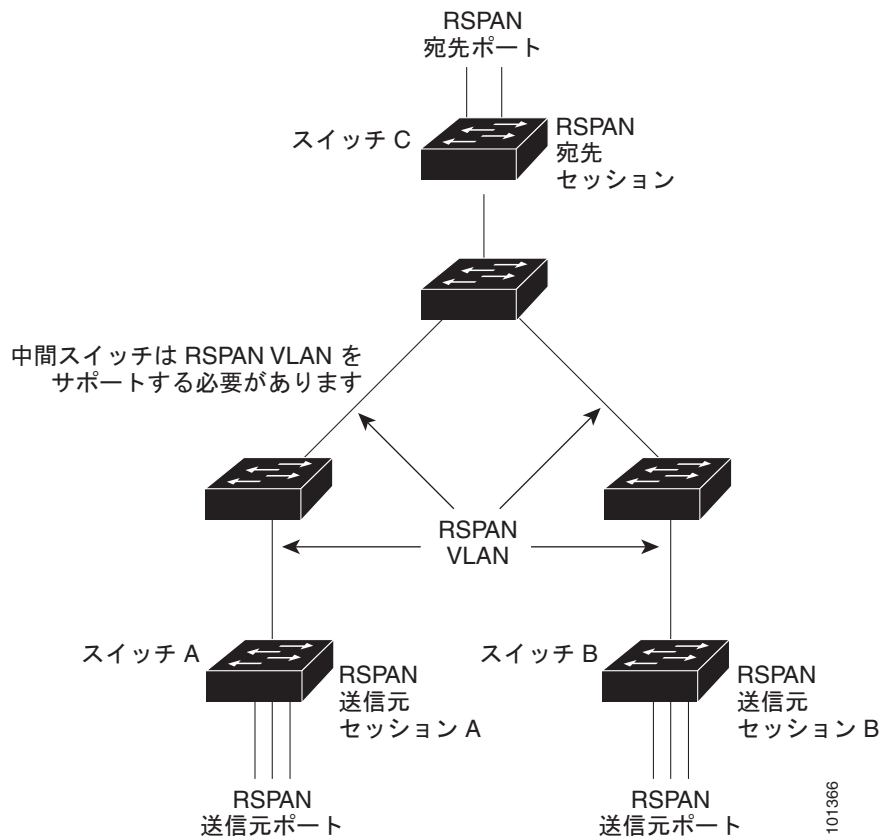 RSPAN
宛先ポート
スイッチ C
RSPAN
宛先
セッション
中間スイッチは RSPAN VLAN を
サポートする必要があります
RSPAN
VLAN
スイッチ A
RSPAN
送信元
セッション A
スイッチ B
RSPAN
送信元
セッション B
RSPAN
送信元ポート
RSPAN
送信元ポート
101366